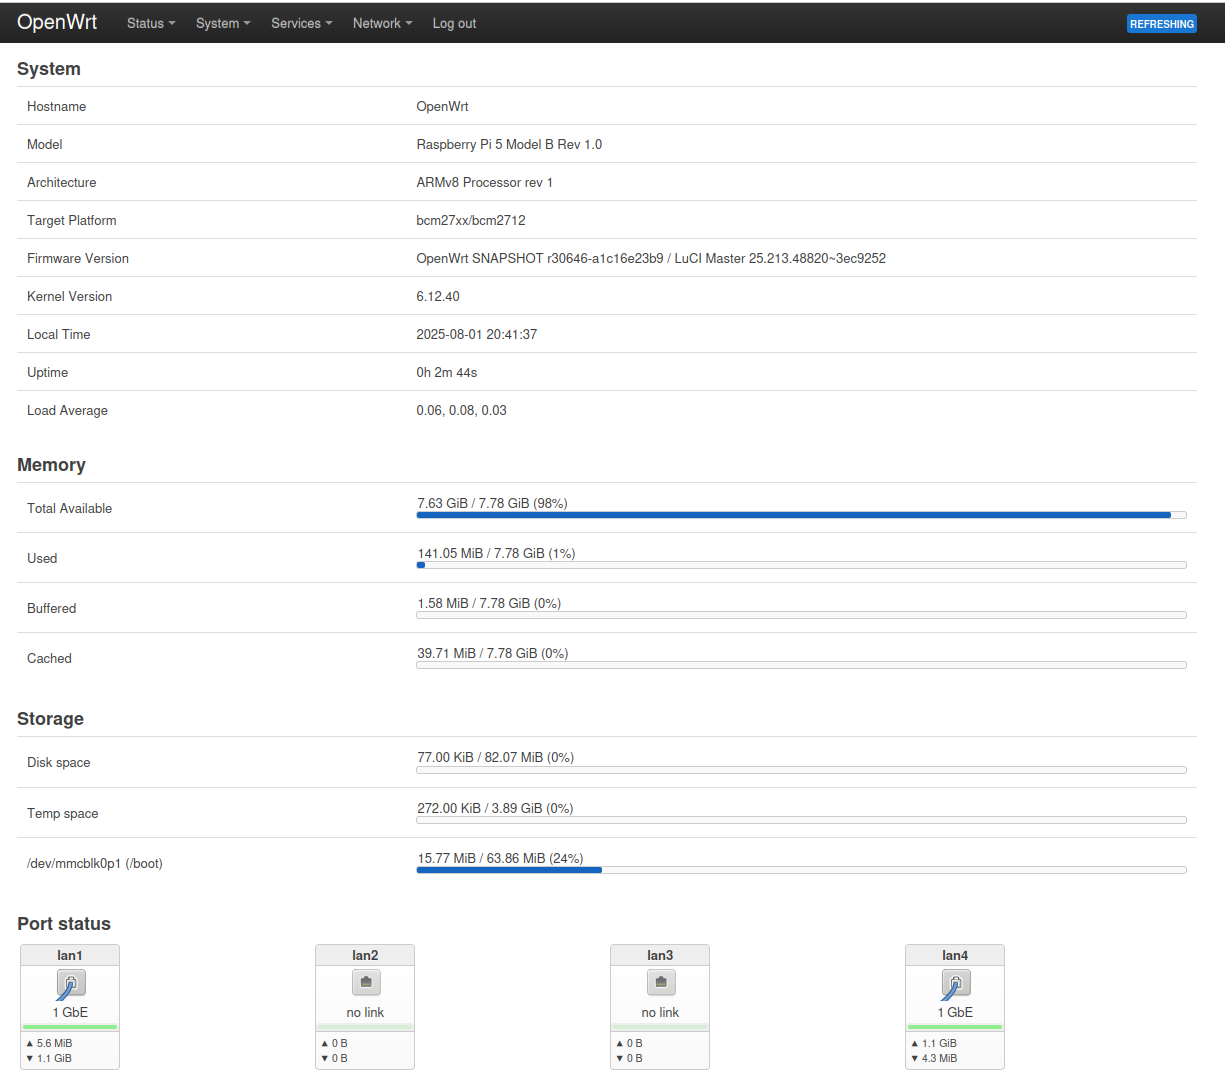 OpenWrt Status System Services Network Log out REFRESHING
System
Hostname OpenWrt
Model Raspberry Pi 5 Model B Rev 1.0
Architecture ARMv8 Processor rev 1
Target Platform bcm27xx/bcm2712
Firmware Version OpenWrt SNAPSHOT r30646-a1c16e23b9 / LuCI Master 25.213.48820~3ec9252
Kernel Version 6.12.40
Local Time 2025-08-01 20:41:37
Uptime 0h 2m 44s
Load Average 0.06, 0.08, 0.03
Memory
Total Available 7.63 GiB / 7.78 GiB (98%)
Used 141.05 MiB / 7.78 GiB (1%)
Buffered 1.58 MiB / 7.78 GiB (0%)
Cached 39.71 MiB / 7.78 GiB (0%)
Storage
Disk space 77.00 KiB / 82.07 MiB (0%)
Temp space 272.00 KiB / 3.89 GiB (0%)
/dev/mmcblk0p1 (/boot) 15.77 MiB / 63.86 MiB (24%)
Port status
lan1 lan2 lan3 lan4
1 GbE no link no link 1 GbE
▲ 5.6 MiB ▲ 0 B ▲ 0 B ▲ 1.1 GiB
▼ 1.1 GiB ▼ 0 B ▼ 0 B ▼ 4.3 MiB